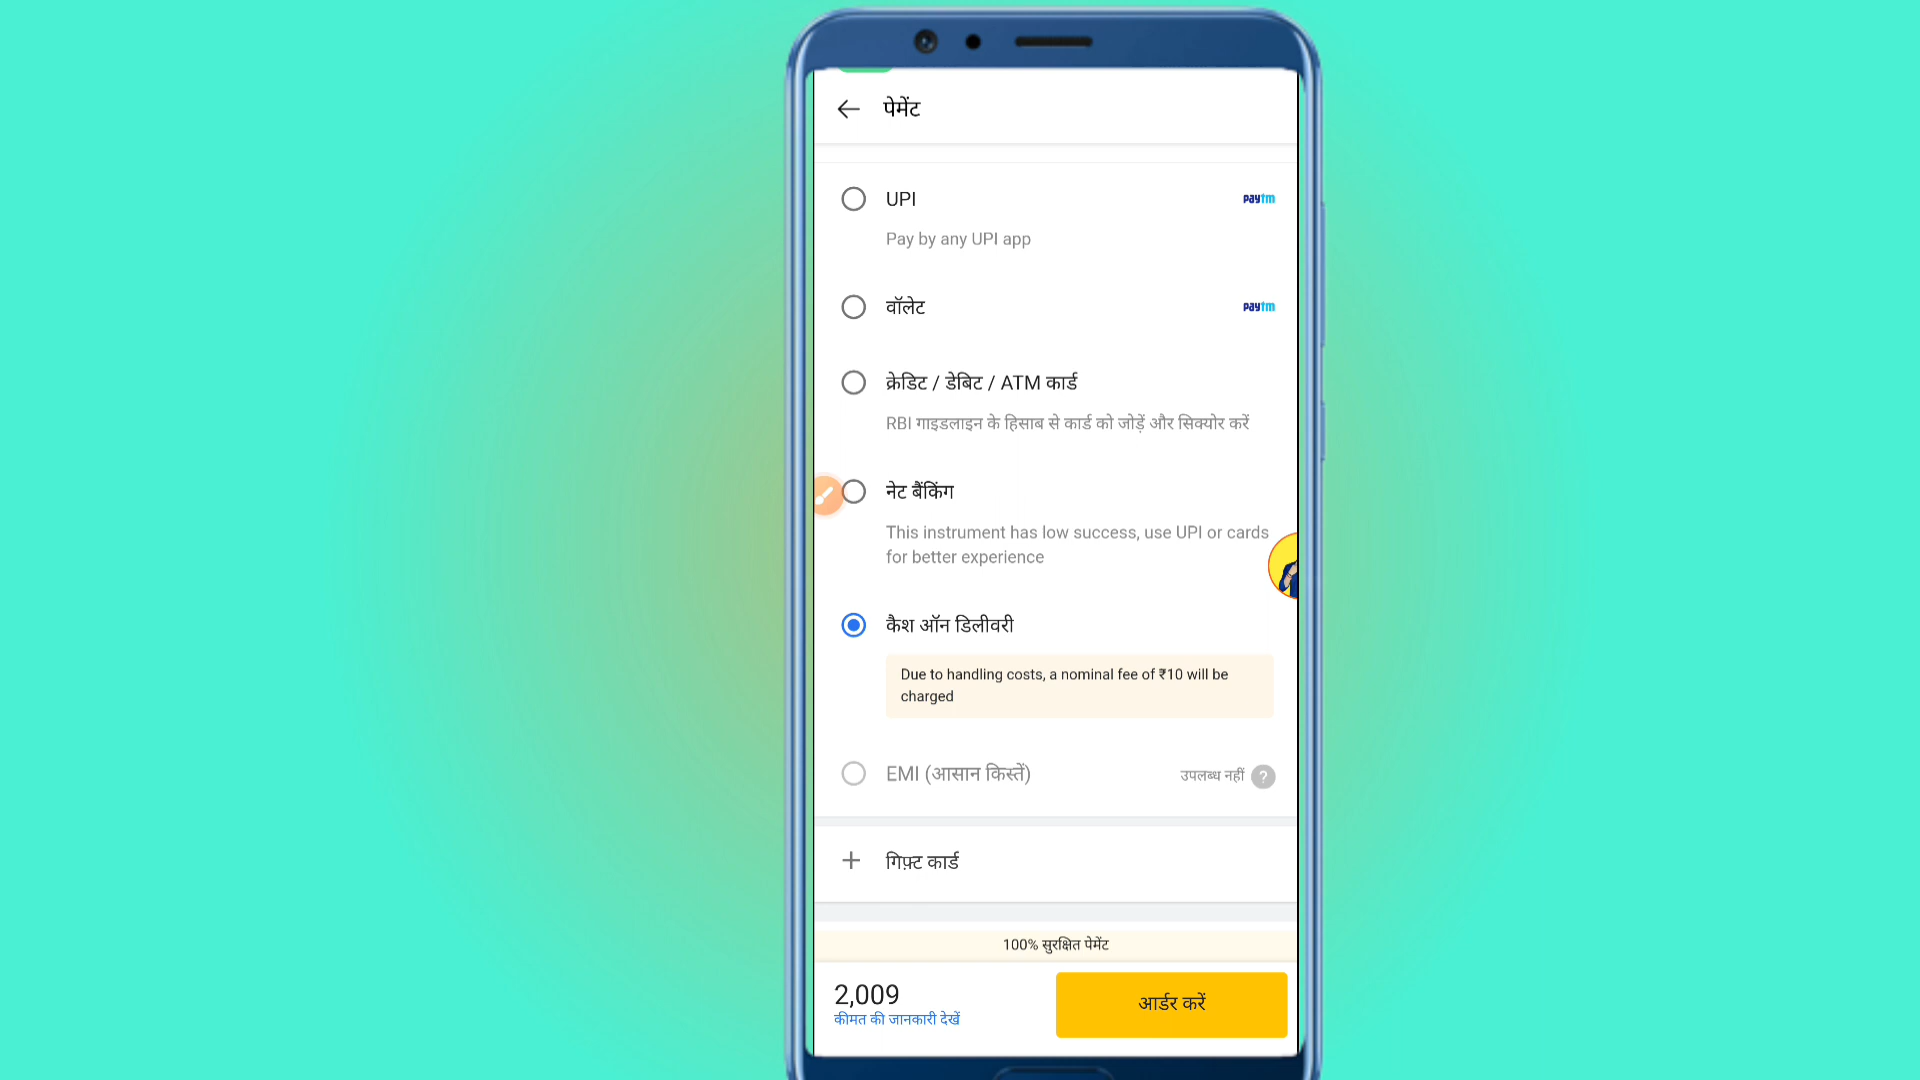 पेमेंट
UPI
paytm
Pay by any UPI app
वॉलेट
paytm
क्रेडिट / डेबिट / ATM कार्ड
RBI गाइडलाइन के हिसाब से कार्ड को जोड़ें और सिक्योर करें
नेट बैंकिंग
This instrument has low success, use UPI or cards
for better experience
कैश ऑन डिलीवरी
Due to handling costs, a nominal fee of ₹10 will be
charged
EMI (आसान किस्तें)
उपलब्ध नहीं ?
गिफ़्ट कार्ड
100% सुरक्षित पेमेंट
2,009
कीमत की जानकारी देखें
आर्डर करें